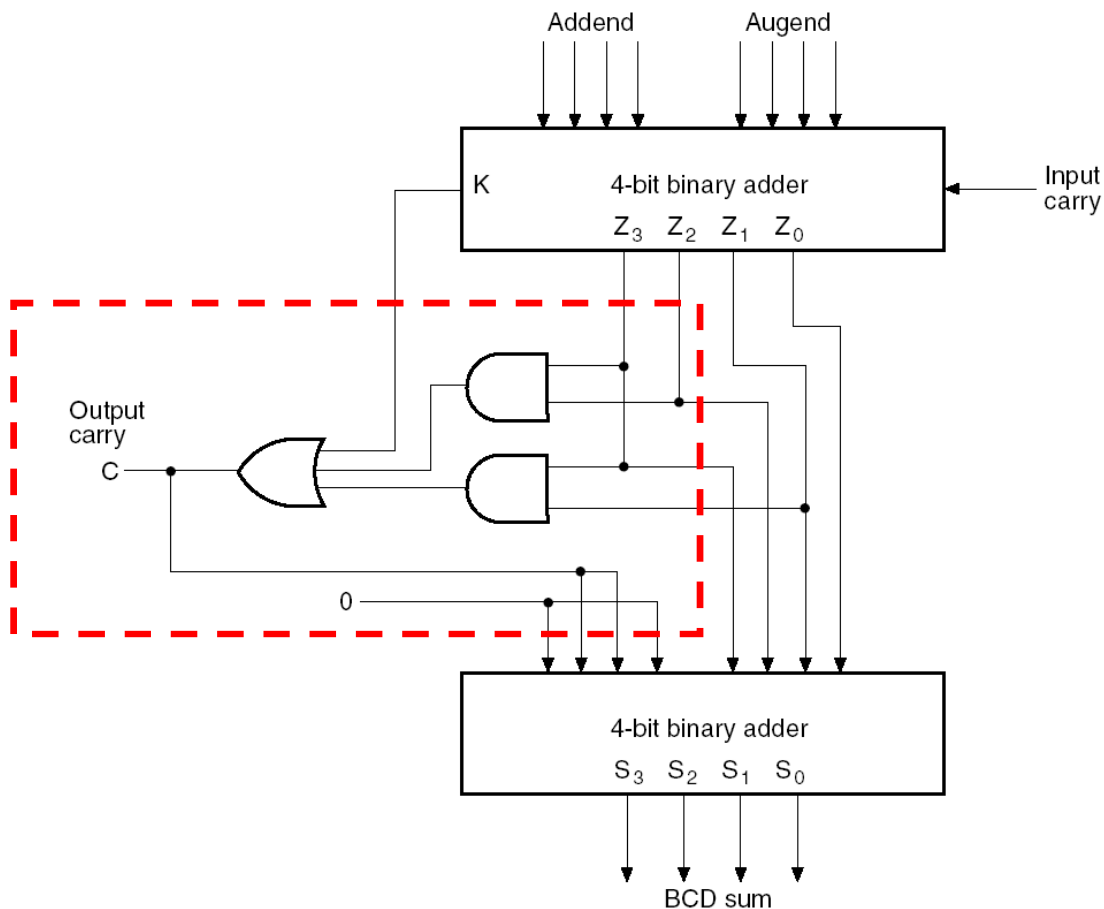 Addend Augend
K 4-bit binary adder
Input
carry
Z3 Z2 Z1 Z0
Output
carry
C
0
4-bit binary adder
S3 S2 S1 S0
BCD sum